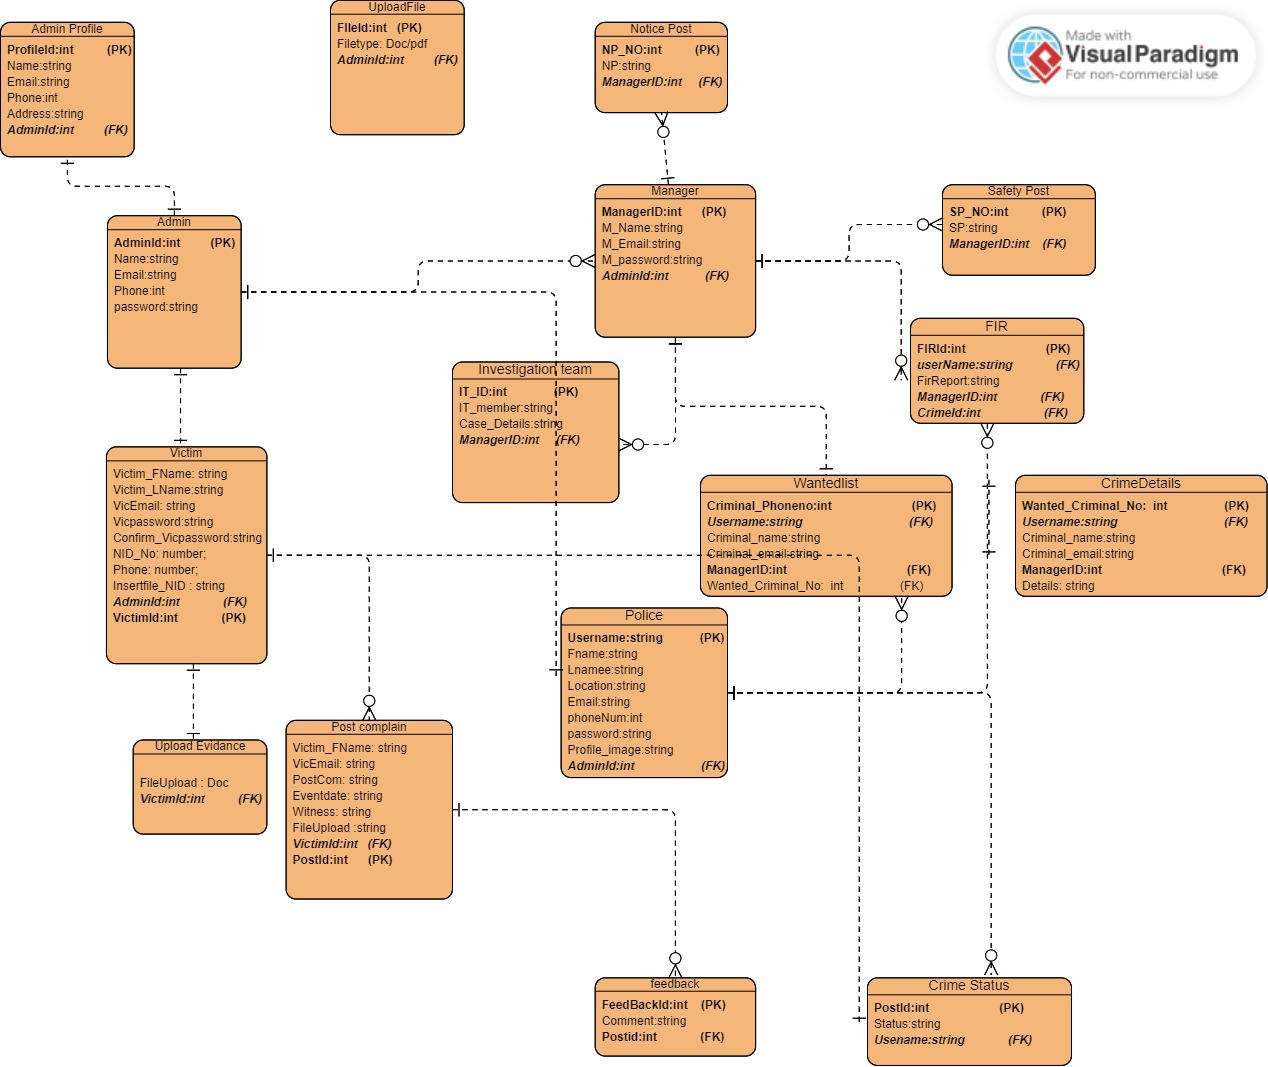 Admin Profile
ProfileId:int (PK)
Name:string
Email:string
Phone:int
Address:string
AdminId:int (FK)
UploadFile
FIleId:int (PK)
Filetype: Doc/pdf
AdminId:int (FK)
Notice Post
NP_NO:int (PK)
NP:string
ManagerID:int (FK)
Made with
Visual Paradigm
For non-commercial use
Admin
AdminId:int (PK)
Name:string
Email:string
Phone:int
password:string
Manager
ManagerID:int (PK)
M_Name:string
M_Email:string
M_password:string
AdminId:int (FK)
Safety Post
SP_NO:int (PK)
SP:string
ManagerID:int (FK)
FIR
FIRId:int (PK)
userName:string (FK)
FirReport:string
ManagerID:int (FK)
CrimeId:int (FK)
Investigation team
IT_ID:int (PK)
IT_member:string
Case_Details:string
ManagerID:int (FK)
Victim
Victim_FName: string
Victim_LName:string
VicEmail: string
Vicpassword:string
Confirm_Vicpassword:string
NID_No: number;
Phone: number;
Insertfile_NID : string
AdminId:int (FK)
VictimId:int (PK)
Wantedlist
Criminal_Phoneno:int (PK)
Username:string (FK)
Criminal_name:string
Criminal_email:string
ManagerID:int (FK)
Wanted_Criminal_No: int (FK)
CrimeDetails
Wanted_Criminal_No: int (PK)
Username:string (FK)
Criminal_name:string
Criminal_email:string
ManagerID:int (FK)
Details: string
Police
Username:string (PK)
Fname:string
Lnamee:string
Location:string
Email:string
phoneNum:int
password:string
Profile_image:string
AdminId:int (FK)
Upload Evidance
FileUpload : Doc
VictimId:int (FK)
Post complain
Victim_FName: string
VicEmail: string
PostCom: string
Eventdate: string
Witness: string
FileUpload :string
VictimId:int (FK)
PostId:int (PK)
feedback
FeedBackId:int (PK)
Comment:string
Postid:int (FK)
Crime Status
PostId:int (PK)
Status:string
Usename:string (FK)